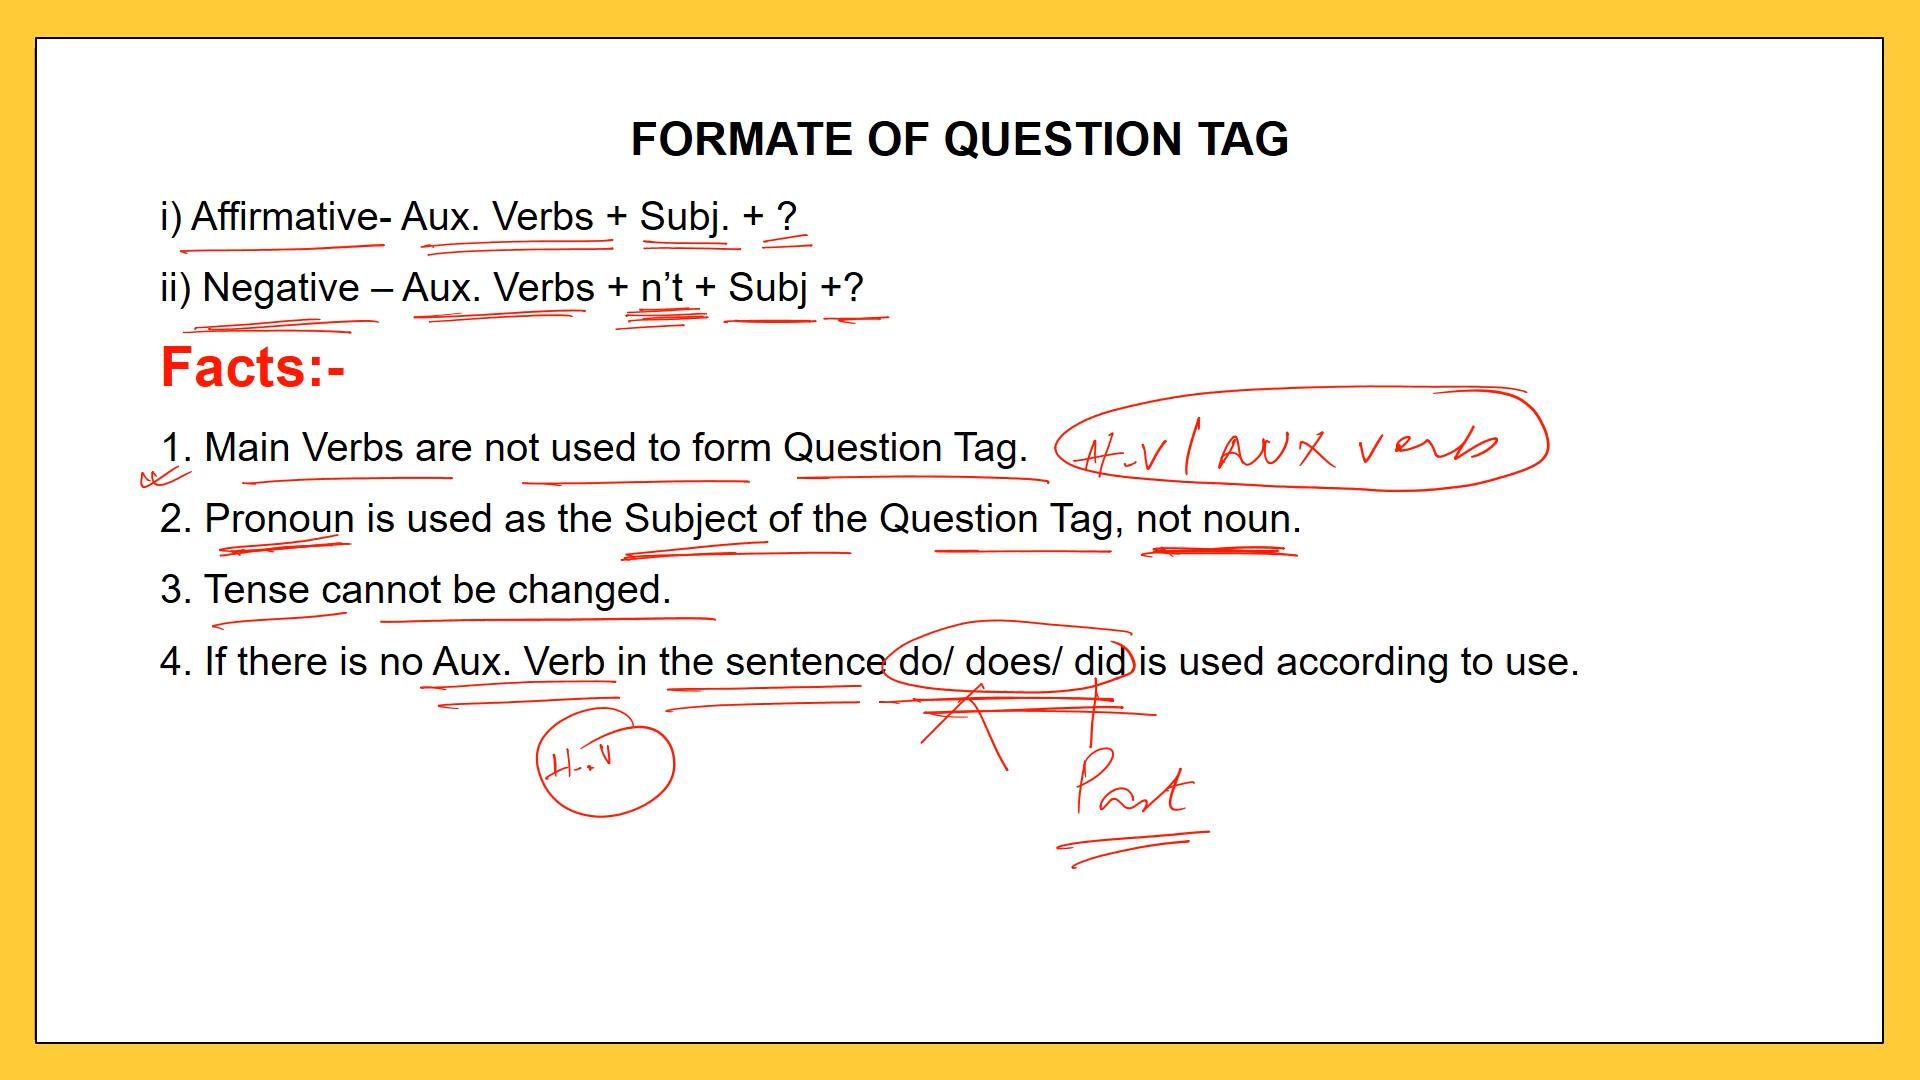 FORMATE OF QUESTION TAG
i) Affirmative- Aux. Verbs + Subj. + ?
ii) Negative – Aux. Verbs + n’t + Subj +?
Facts:-
1. Main Verbs are not used to form Question Tag. H.V / AUX verb
2. Pronoun is used as the Subject of the Question Tag, not noun.
3. Tense cannot be changed.
4. If there is no Aux. Verb in the sentence do/ does/ did is used according to use.
H.V
Past